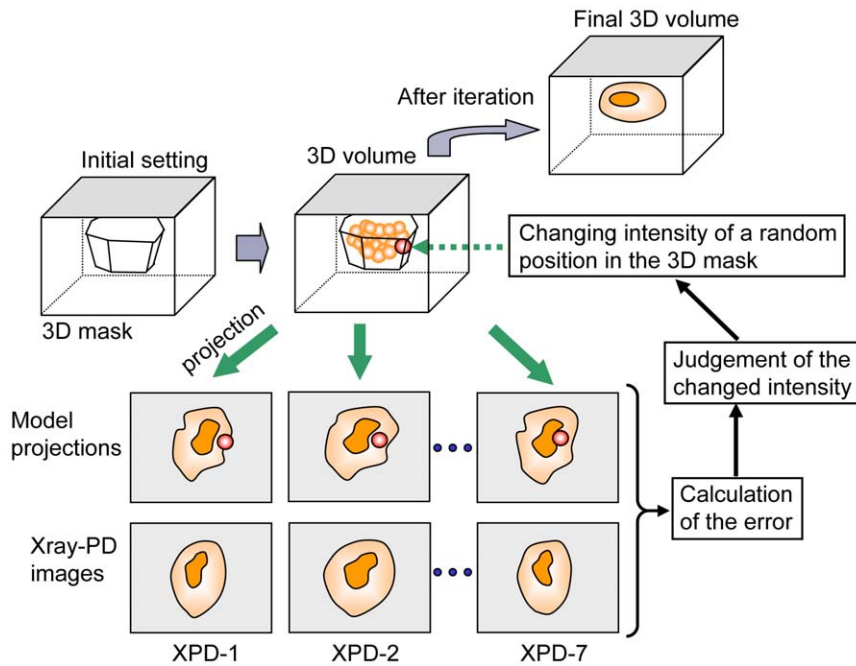 Final 3D volume
After iteration
Initial setting
3D volume
Changing intensity of a random
position in the 3D mask
3D mask
projection
Judgement of the
changed intensity
Model
projections
Calculation
of the error
Xray-PD
images
XPD-1
XPD-2
XPD-7